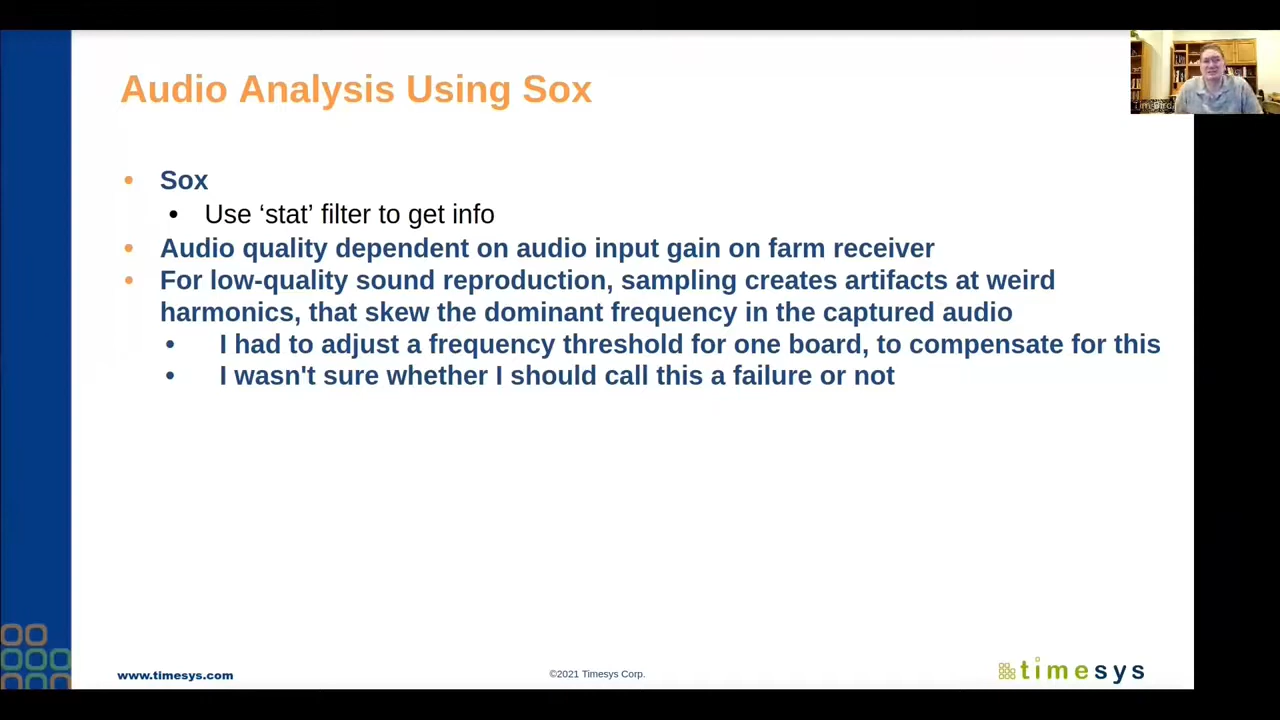 Audio Analysis Using Sox
• Sox
• Use ‘stat’ filter to get info
• Audio quality dependent on audio input gain on farm receiver
• For low-quality sound reproduction, sampling creates artifacts at weird
harmonics, that skew the dominant frequency in the captured audio
• I had to adjust a frequency threshold for one board, to compensate for this
• I wasn't sure whether I should call this a failure or not
www.timesys.com
©2021 Timesys Corp.
timesys